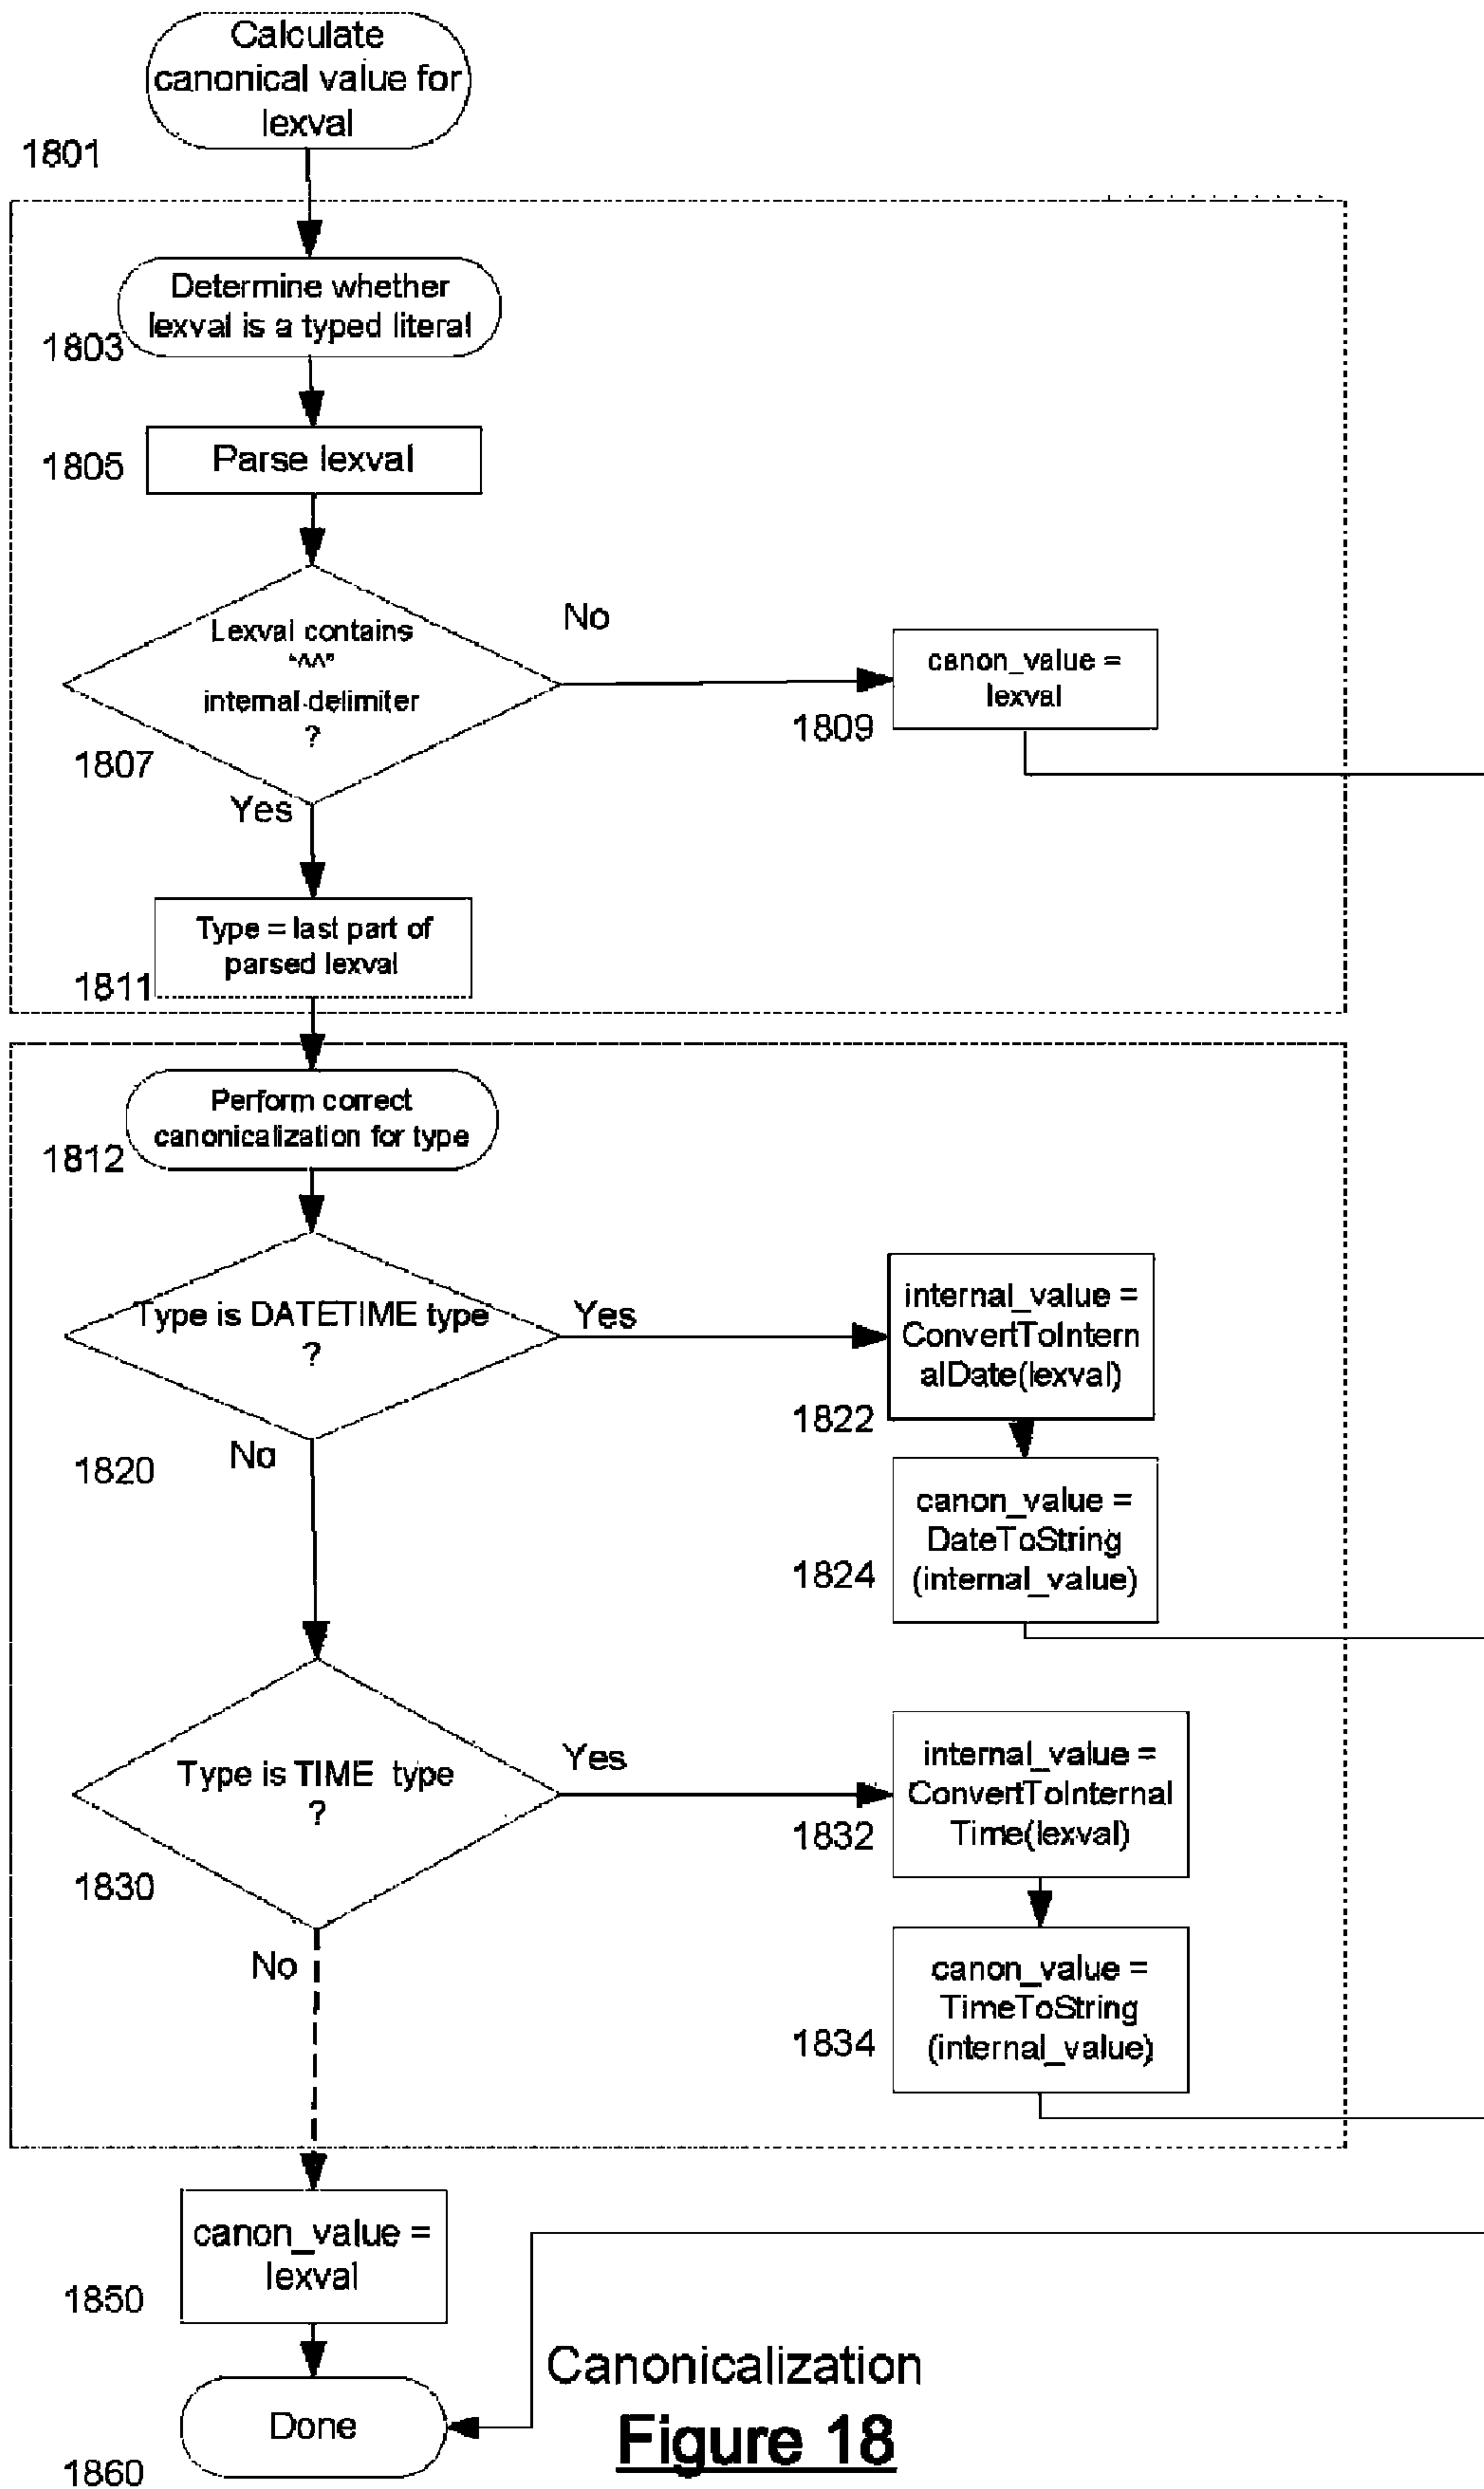 Calculate
canonical value for
lexval
1801
Determine whether
lexval is a typed literal
1803
Parse lexval
1805
Lexval contains
"^^"
internal delimiter
?
No
1807
canon_value =
lexval
1809
Yes
Type = last part of
parsed lexval
1811
Perform correct
canonicalization for type
1812
Type is DATETIME type
?
Yes
1820
No
internal_value =
ConvertToIntern
alDate(lexval)
1822
canon_value =
DateToString
(internal_value)
1824
Type is TIME type
?
Yes
1830
No
internal_value =
ConvertToInternal
Time(lexval)
1832
canon_value =
TimeToString
(internal_value)
1834
canon_value =
lexval
1850
Done
1860
Canonicalization
Figure 18